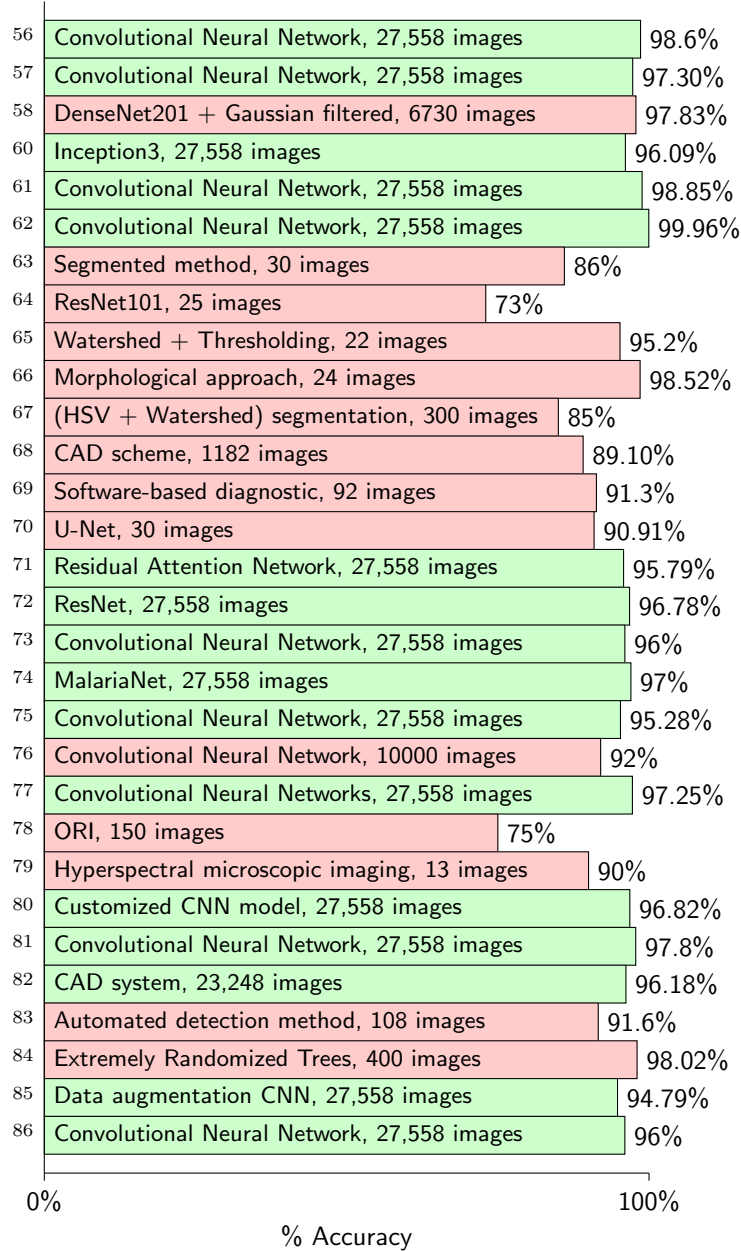 56 Convolutional Neural Network, 27,558 images 98.6%
57 Convolutional Neural Network, 27,558 images 97.30%
58 DenseNet201 + Gaussian filtered, 6730 images 97.83%
60 Inception3, 27,558 images 96.09%
61 Convolutional Neural Network, 27,558 images 98.85%
62 Convolutional Neural Network, 27,558 images 99.96%
63 Segmented method, 30 images 86%
64 ResNet101, 25 images 73%
65 Watershed + Thresholding, 22 images 95.2%
66 Morphological approach, 24 images 98.52%
67 (HSV + Watershed) segmentation, 300 images 85%
68 CAD scheme, 1182 images 89.10%
69 Software-based diagnostic, 92 images 91.3%
70 U-Net, 30 images 90.91%
71 Residual Attention Network, 27,558 images 95.79%
72 ResNet, 27,558 images 96.78%
73 Convolutional Neural Network, 27,558 images 96%
74 MalariaNet, 27,558 images 97%
75 Convolutional Neural Network, 27,558 images 95.28%
76 Convolutional Neural Network, 10000 images 92%
77 Convolutional Neural Networks, 27,558 images 97.25%
78 ORI, 150 images 75%
79 Hyperspectral microscopic imaging, 13 images 90%
80 Customized CNN model, 27,558 images 96.82%
81 Convolutional Neural Network, 27,558 images 97.8%
82 CAD system, 23,248 images 96.18%
83 Automated detection method, 108 images 91.6%
84 Extremely Randomized Trees, 400 images 98.02%
85 Data augmentation CNN, 27,558 images 94.79%
86 Convolutional Neural Network, 27,558 images 96%
0% 100%
% Accuracy